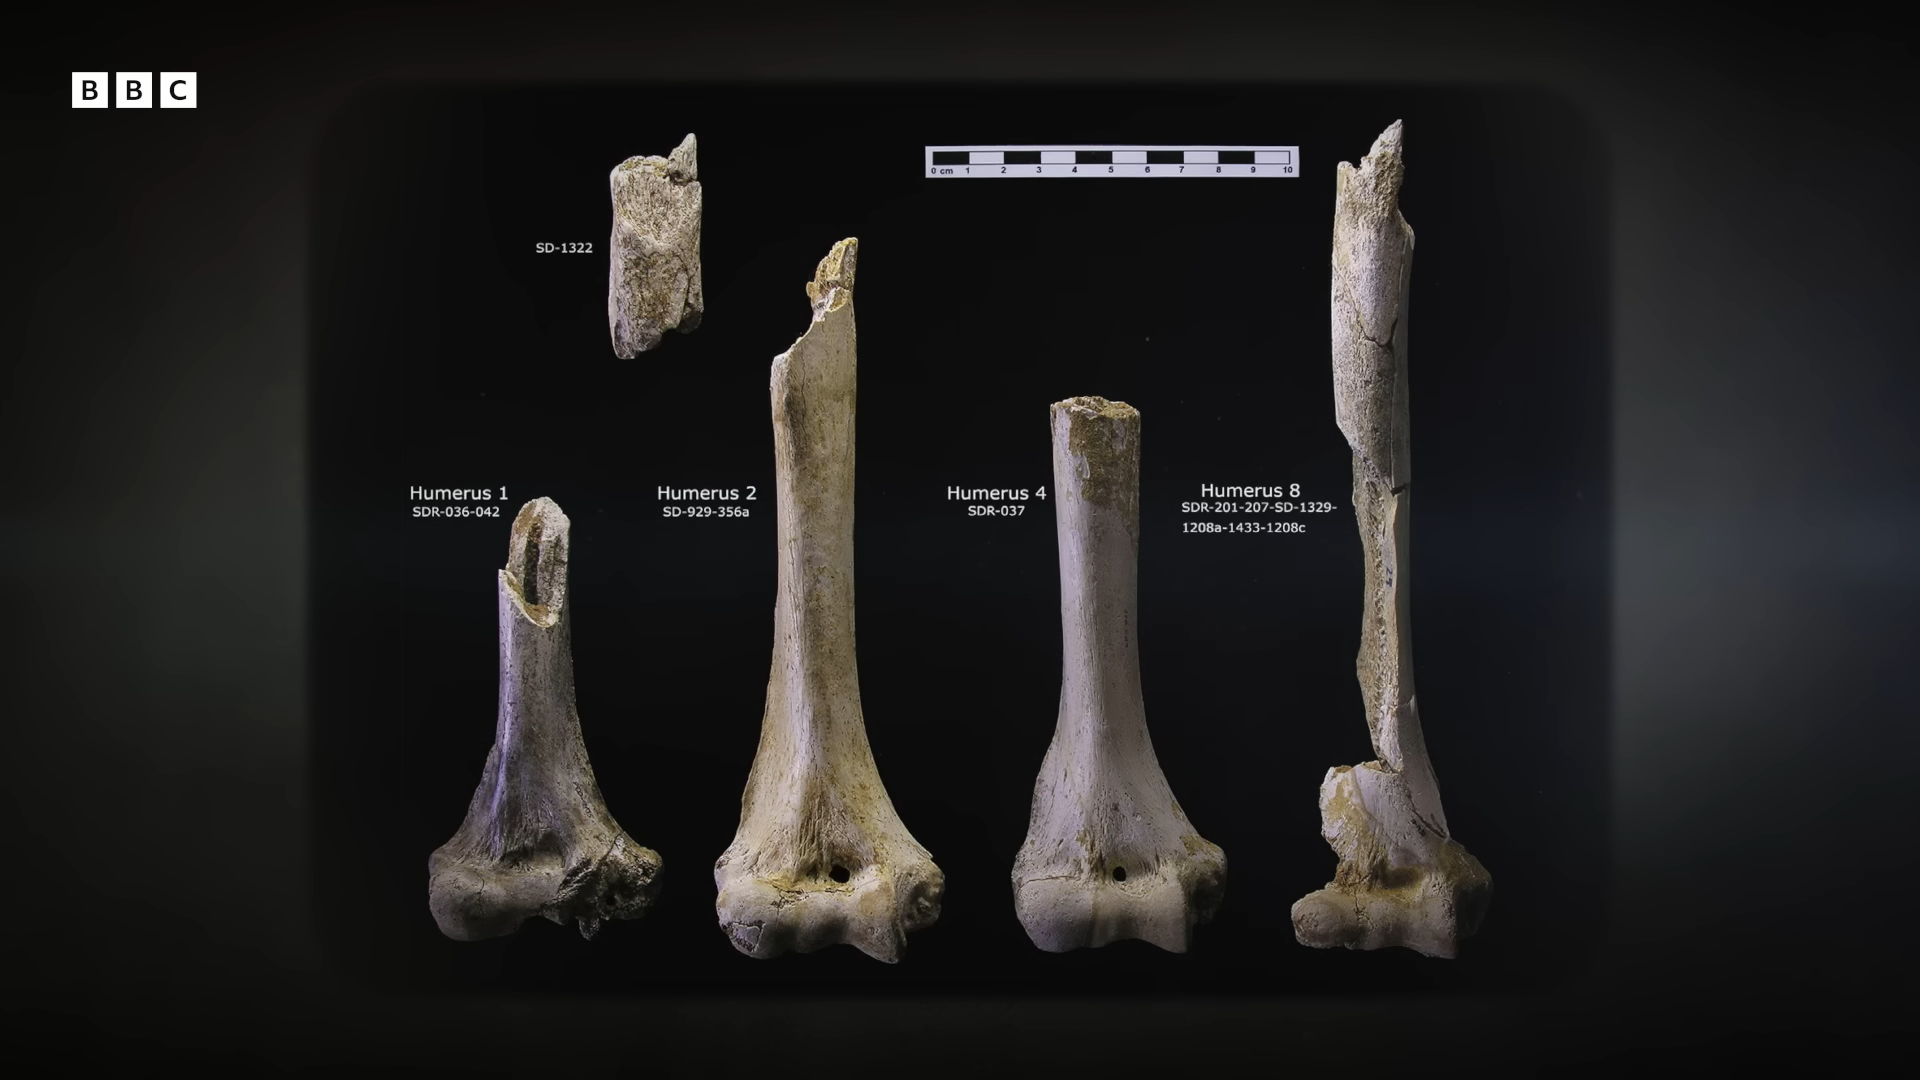 BBC
0 cm 1 2 3 4 5 6 7 8 9 10
SD-1322
Humerus 1
SDR-036-042
Humerus 2
SD-929-356a
Humerus 4
SDR-037
Humerus 8
SDR-201-207-SD-1329-
1208a-1433-1208c